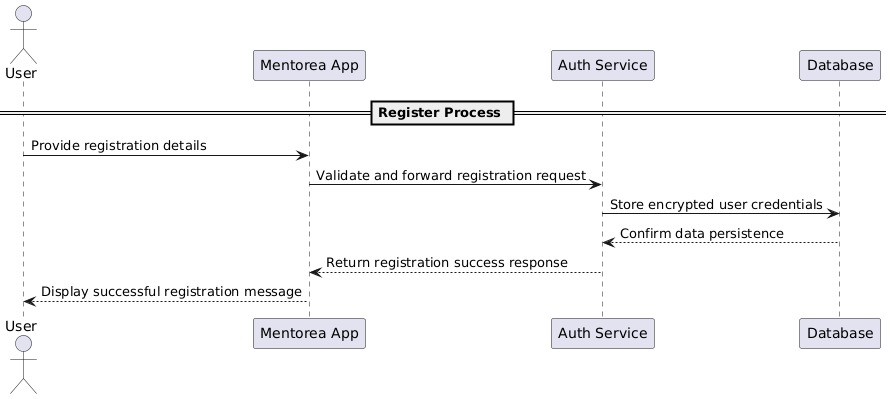 User
Mentorea App
Auth Service
Database
Register Process
Provide registration details
Validate and forward registration request
Store encrypted user credentials
Confirm data persistence
Return registration success response
Display successful registration message
User
Mentorea App
Auth Service
Database